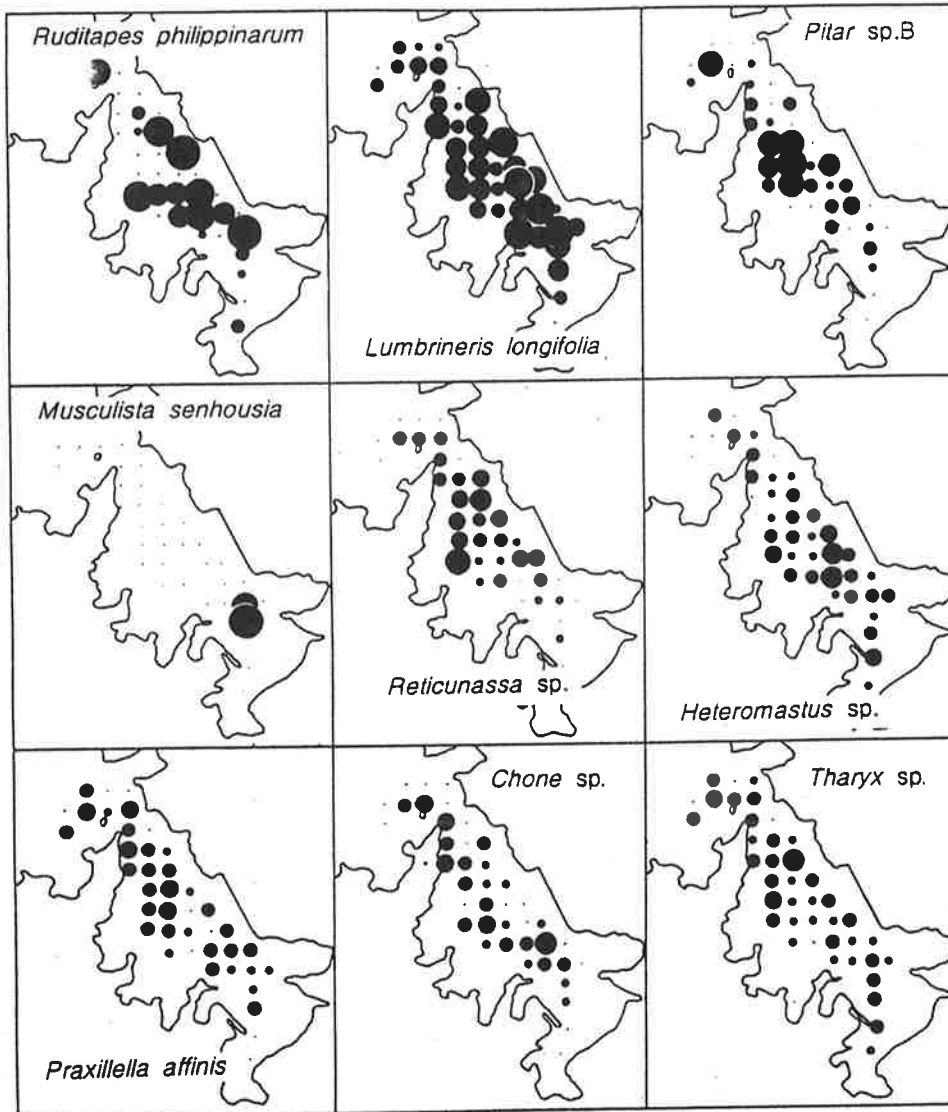 Ruditapes philippinarum
Lumbrineris longifolia
Pitar sp.B
Musculista senhousia
Reticunassa sp.
Heteromastus sp.
Praxillella affinis
Chone sp.
Tharyx sp.